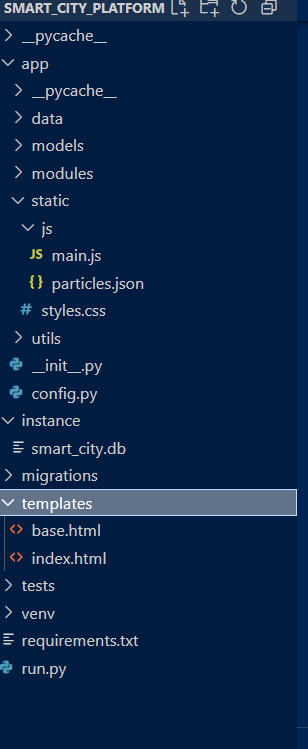 SMART_CITY_PLATFORM
__pycache__
app
__pycache__
data
models
modules
static
js
JS main.js
{} particles.json
# styles.css
utils
__init__.py
config.py
instance
smart_city.db
migrations
templates
<> base.html
<> index.html
tests
venv
requirements.txt
run.py